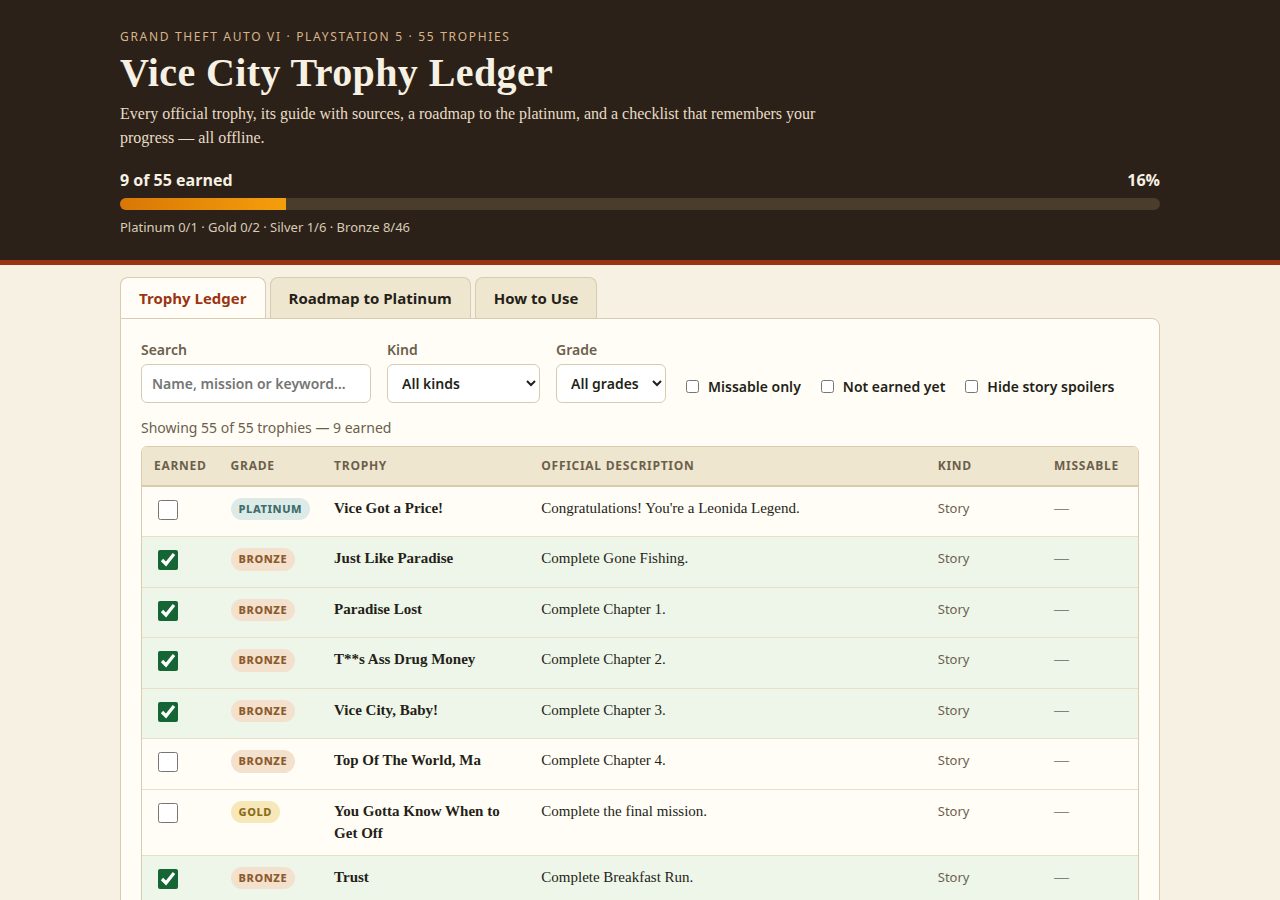 GRAND THEFT AUTO VI · PLAYSTATION 5 · 55 TROPHIES
Vice City Trophy Ledger
Every official trophy, its guide with sources, a roadmap to the platinum, and a checklist that remembers your
progress — all offline.
9 of 55 earned 16%
Platinum 0/1 · Gold 0/2 · Silver 1/6 · Bronze 8/46
Trophy Ledger Roadmap to Platinum How to Use
Search Kind Grade
Name, mission or keyword... All kinds All grades Missable only Not earned yet Hide story spoilers
Showing 55 of 55 trophies — 9 earned
EARNED GRADE TROPHY OFFICIAL DESCRIPTION KIND MISSABLE
PLATINUM Vice Got a Price! Congratulations! You're a Leonida Legend. Story —
BRONZE Just Like Paradise Complete Gone Fishing. Story —
BRONZE Paradise Lost Complete Chapter 1. Story —
BRONZE T**s Ass Drug Money Complete Chapter 2. Story —
BRONZE Vice City, Baby! Complete Chapter 3. Story —
BRONZE Top Of The World, Ma Complete Chapter 4. Story —
GOLD You Gotta Know When to Complete the final mission. Story —
Get Off
BRONZE Trust Complete Breakfast Run. Story —